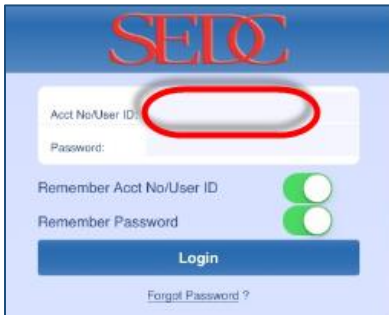 SEDC
Acct No/User ID:
Password:
Remember Acct No/User ID
Remember Password
Login
Forgot Password ?